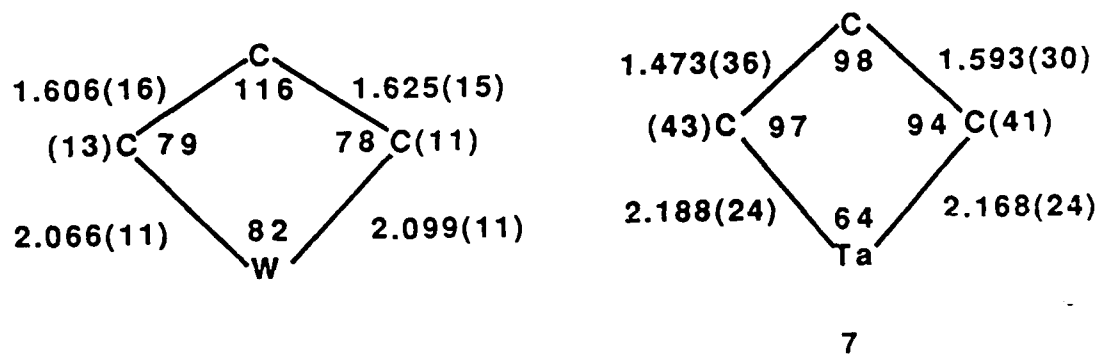 C
1.606(16) 116 1.625(15)
(13)C 79 78 C(11)
2.066(11) 82 2.099(11)
W
C
1.473(36) 98 1.593(30)
(43)C 97 94 C(41)
2.188(24) 64 2.168(24)
Ta
7